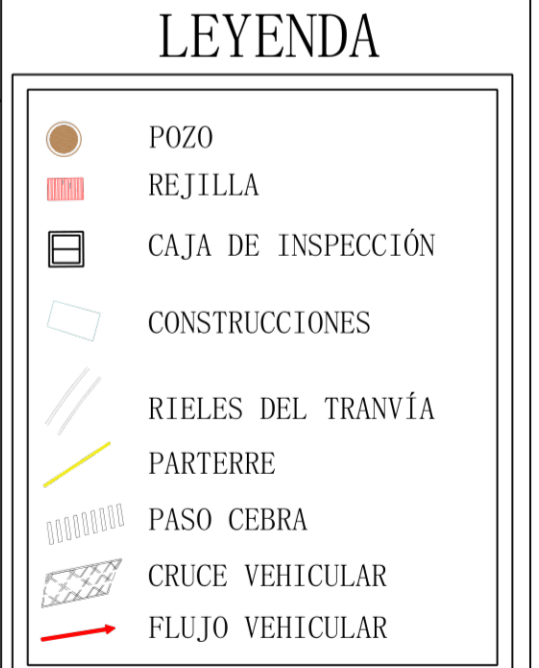 LEYENDA
POZO
REJILLA
CAJA DE INSPECCIÓN
CONSTRUCCIONES
RIELES DEL TRANVÍA
PARTERRE
PASO CEBRA
CRUCE VEHICULAR
FLUJO VEHICULAR